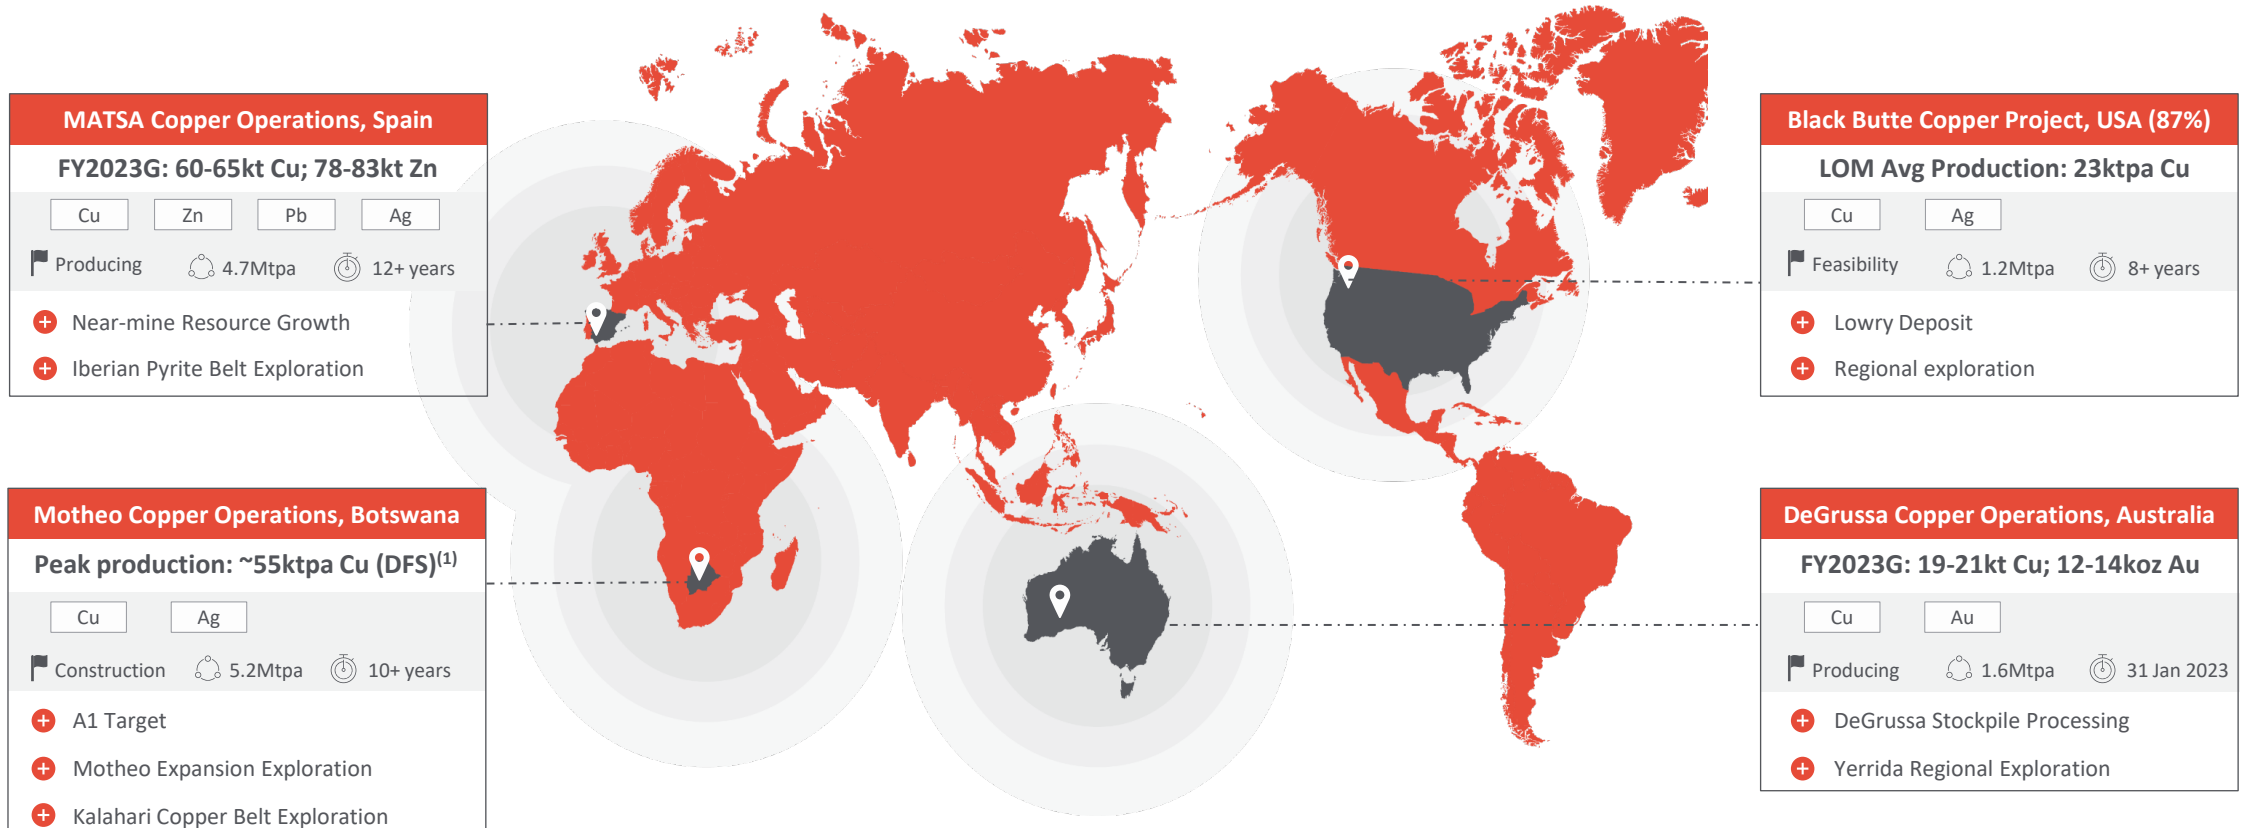 MATSA Copper Operations, Spain
FY2023G: 60-65kt Cu; 78-83kt Zn
Cu Zn Pb Ag
Producing 4.7Mtpa 12+ years
Near-mine Resource Growth
Iberian Pyrite Belt Exploration
Motheo Copper Operations, Botswana
Peak production: ~55ktpa Cu (DFS)(1)
Cu Ag
Construction 5.2Mtpa 10+ years
A1 Target
Motheo Expansion Exploration
Kalahari Copper Belt Exploration
Black Butte Copper Project, USA (87%)
LOM Avg Production: 23ktpa Cu
Cu Ag
Feasibility 1.2Mtpa 8+ years
Lowry Deposit
Regional exploration
DeGrussa Copper Operations, Australia
FY2023G: 19-21kt Cu; 12-14koz Au
Cu Au
Producing 1.6Mtpa 31 Jan 2023
DeGrussa Stockpile Processing
Yerrida Regional Exploration